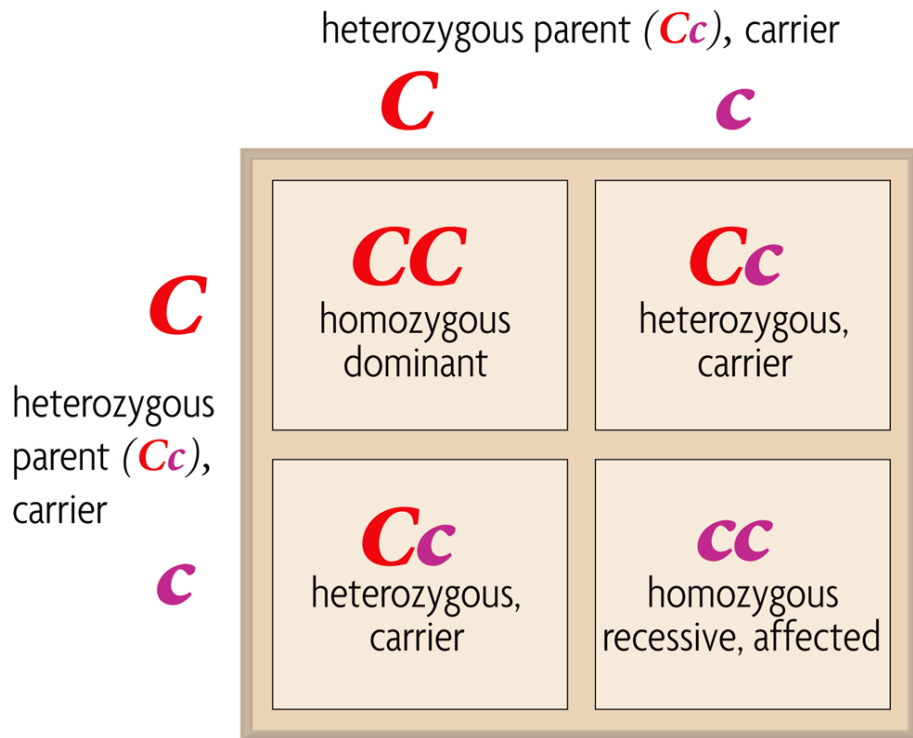 heterozygous parent (Cc), carrier
C c
CC Cc
homozygous heterozygous,
dominant carrier
C
heterozygous
parent (Cc),
carrier
c
Cc cc
heterozygous, homozygous
carrier recessive, affected